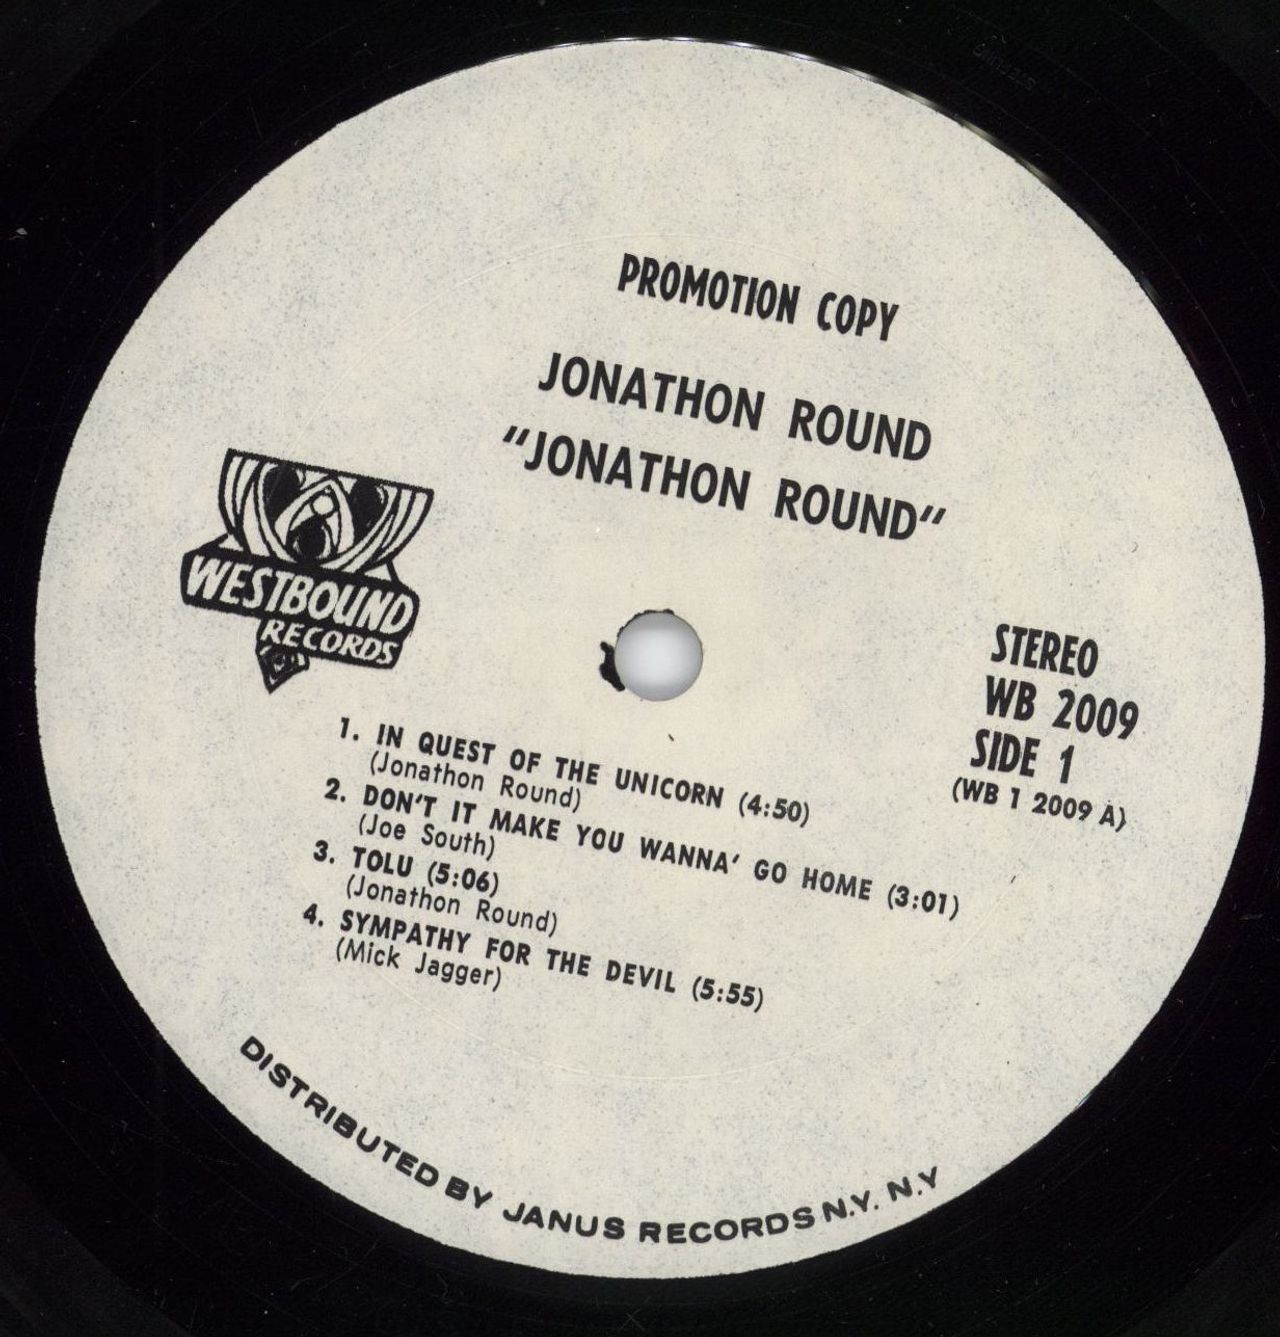 PROMOTION COPY
JONATHON ROUND
"JONATHON ROUND"
WESTBOUND
RECORDS
STEREO
WB 2009
SIDE 1
(WB 1 2009 A)
1. IN QUEST OF THE UNICORN (4:50)
(Jonathon Round)
2. DON'T IT MAKE YOU WANNA' GO HOME (3:01)
(Joe South)
3. TOLU (5:06)
(Jonathon Round)
4. SYMPATHY FOR THE DEVIL (5:55)
(Mick Jagger)
DISTRIBUTED BY JANUS RECORDS N.Y. N.Y